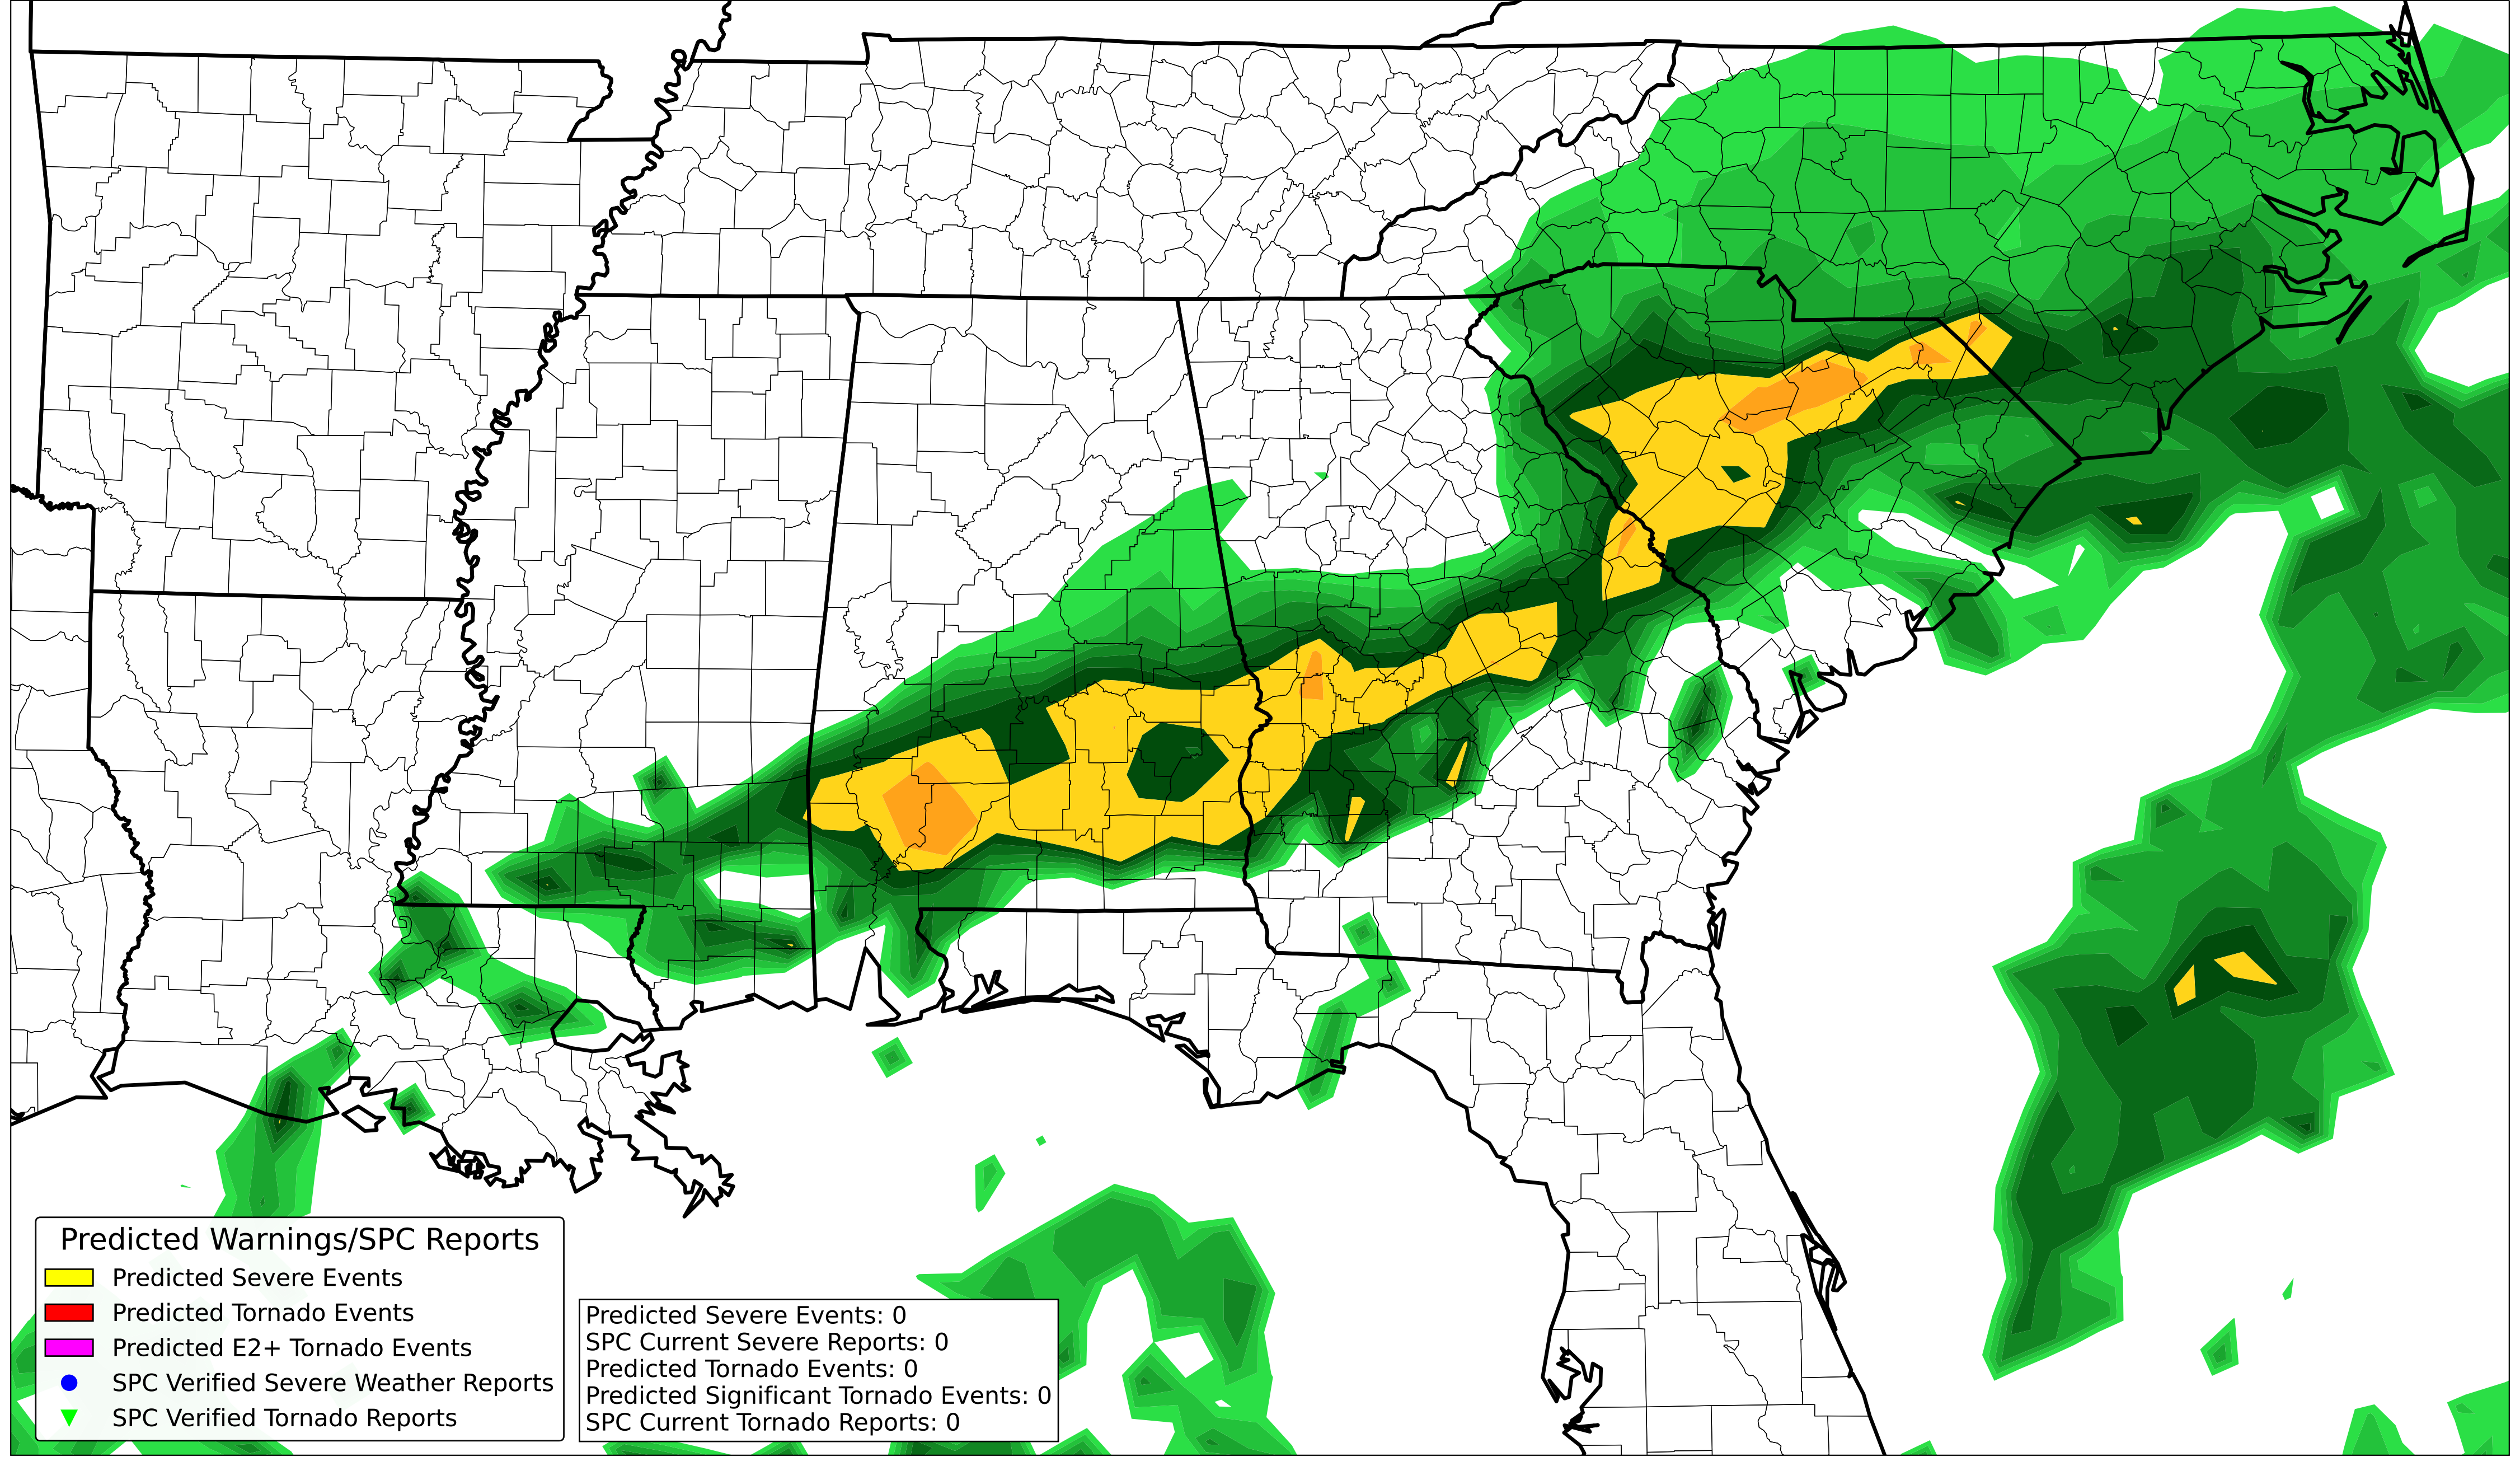 Predicted Warnings/SPC Reports
Predicted Severe Events
Predicted Tornado Events
Predicted E2+ Tornado Events
SPC Verified Severe Weather Reports
SPC Verified Tornado Reports
Predicted Severe Events: 0
SPC Current Severe Reports: 0
Predicted Tornado Events: 0
Predicted Significant Tornado Events: 0
SPC Current Tornado Reports: 0